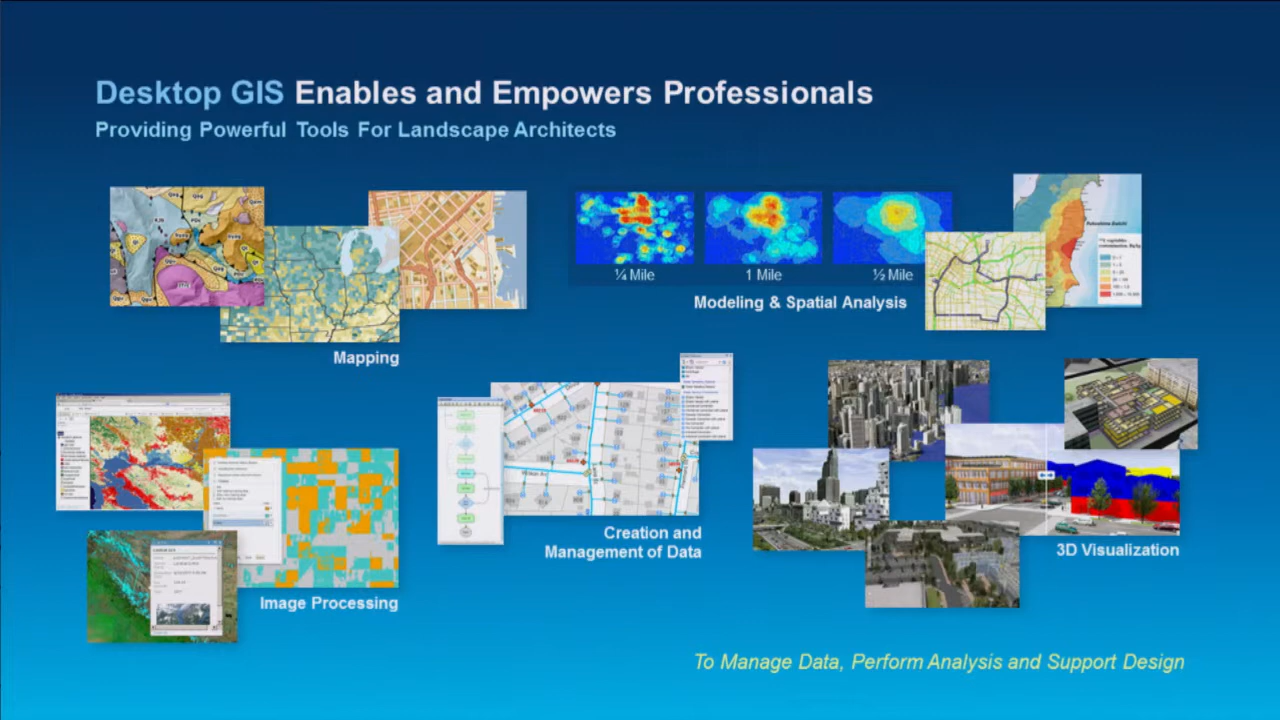 Desktop GIS Enables and Empowers Professionals
Providing Powerful Tools For Landscape Architects
¼ Mile
1 Mile
½ Mile
Modeling & Spatial Analysis
Mapping
Creation and
Management of Data
3D Visualization
Image Processing
To Manage Data, Perform Analysis and Support Design